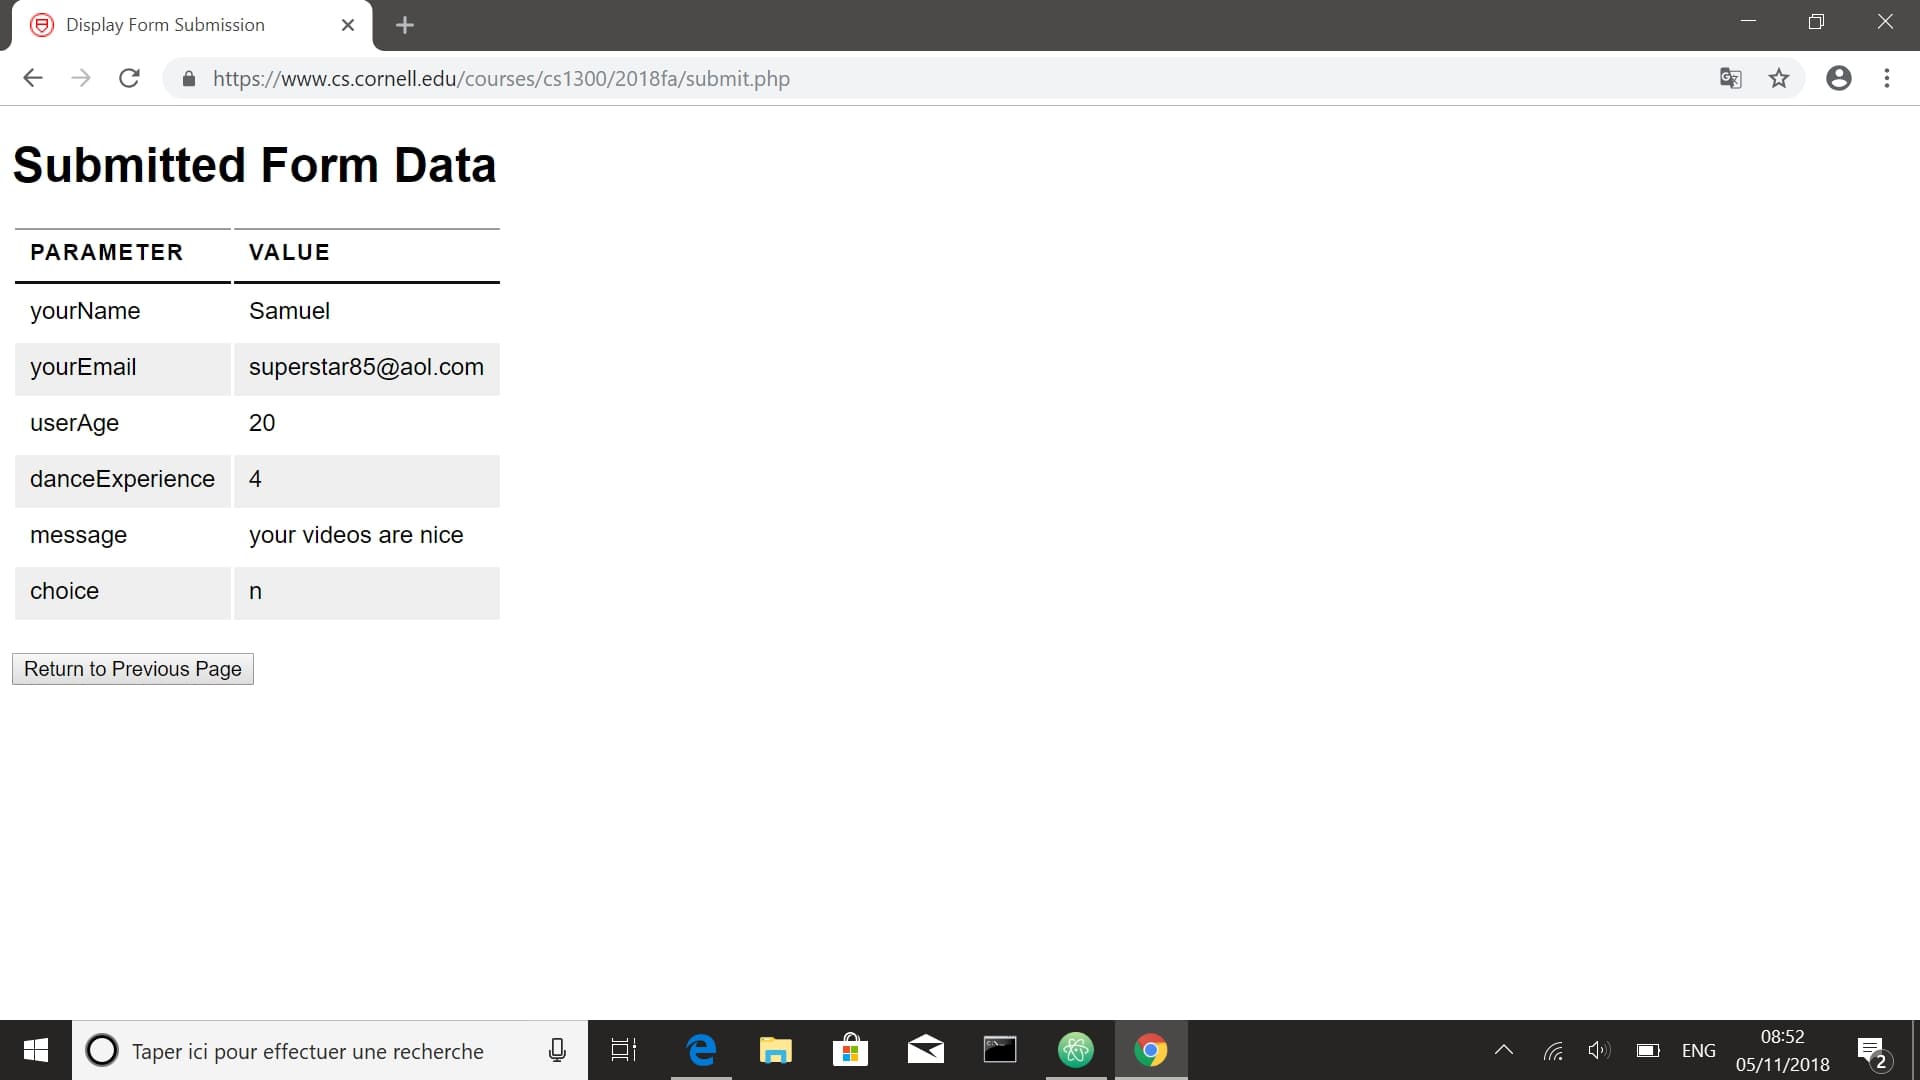 Display Form Submission
https://www.cs.cornell.edu/courses/cs1300/2018fa/submit.php
Submitted Form Data
PARAMETER VALUE
yourName Samuel
yourEmail superstar85@aol.com
userAge 20
danceExperience 4
message your videos are nice
choice n
Return to Previous Page
Taper ici pour effectuer une recherche
ENG
08:52
05/11/2018
2